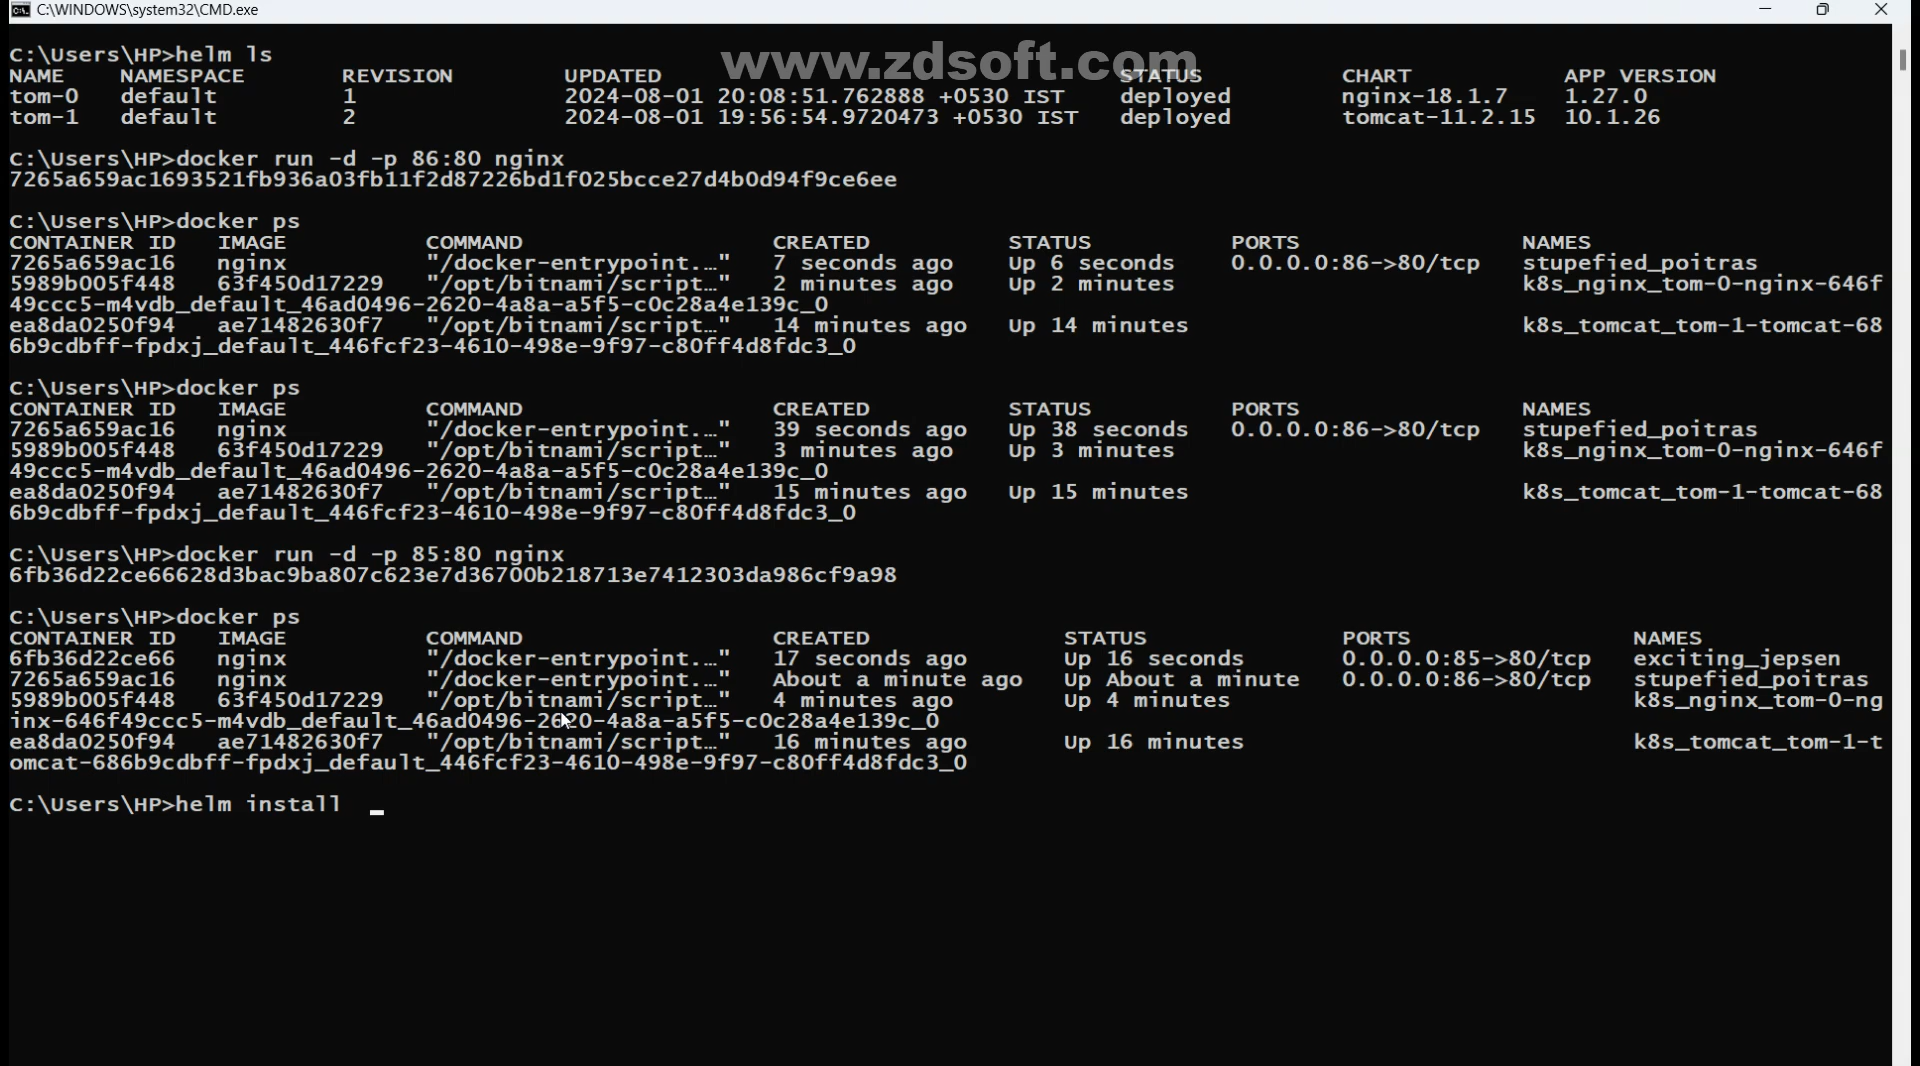 C:\WINDOWS\system32\CMD.exe
www.zdsoft.com
C:\Users\HP>helm ls
NAME NAMESPACE REVISION UPDATED STATUS CHART APP VERSION
tom-0 default 1 2024-08-01 20:08:51.762888 +0530 IST deployed nginx-18.1.7 1.27.0
tom-1 default 2 2024-08-01 19:56:54.9720473 +0530 IST deployed tomcat-11.2.15 10.1.26
C:\Users\HP>docker run -d -p 86:80 nginx
7265a659ac1693521fb936a03fb11f2d87226bd1f025bcce27d4b0d94f9ce6ee
C:\Users\HP>docker ps
CONTAINER ID IMAGE COMMAND CREATED STATUS PORTS NAMES
7265a659ac16 nginx "/docker-entrypoint.…" 7 seconds ago Up 6 seconds 0.0.0.0:86->80/tcp stupefied_poitras
5989b005f448 63f450d17229 "/opt/bitnami/script…" 2 minutes ago Up 2 minutes k8s_nginx_tom-0-nginx-646f
49ccc5-m4vdb_default_46ad0496-2620-4a8a-a5f5-c0c28a4e139c_0
ea8da0250f94 ae71482630f7 "/opt/bitnami/script…" 14 minutes ago Up 14 minutes k8s_tomcat_tom-1-tomcat-68
6b9cdbff-fpdxj_default_446fcf23-4610-498e-9f97-c80ff4d8fdc3_0
C:\Users\HP>docker ps
CONTAINER ID IMAGE COMMAND CREATED STATUS PORTS NAMES
7265a659ac16 nginx "/docker-entrypoint.…" 39 seconds ago Up 38 seconds 0.0.0.0:86->80/tcp stupefied_poitras
5989b005f448 63f450d17229 "/opt/bitnami/script…" 3 minutes ago Up 3 minutes k8s_nginx_tom-0-nginx-646f
49ccc5-m4vdb_default_46ad0496-2620-4a8a-a5f5-c0c28a4e139c_0
ea8da0250f94 ae71482630f7 "/opt/bitnami/script…" 15 minutes ago Up 15 minutes k8s_tomcat_tom-1-tomcat-68
6b9cdbff-fpdxj_default_446fcf23-4610-498e-9f97-c80ff4d8fdc3_0
C:\Users\HP>docker run -d -p 85:80 nginx
6fb36d22ce66628d3bac9ba807c623e7d36700b218713e7412303da986cf9a98
C:\Users\HP>docker ps
CONTAINER ID IMAGE COMMAND CREATED STATUS PORTS NAMES
6fb36d22ce66 nginx "/docker-entrypoint.…" 17 seconds ago Up 16 seconds 0.0.0.0:85->80/tcp exciting_jepsen
7265a659ac16 nginx "/docker-entrypoint.…" About a minute ago Up About a minute 0.0.0.0:86->80/tcp stupefied_poitras
5989b005f448 63f450d17229 "/opt/bitnami/script…" 4 minutes ago Up 4 minutes k8s_nginx_tom-0-ng
inx-646f49ccc5-m4vdb_default_46ad0496-2620-4a8a-a5f5-c0c28a4e139c_0
ea8da0250f94 ae71482630f7 "/opt/bitnami/script…" 16 minutes ago Up 16 minutes k8s_tomcat_tom-1-t
omcat-686b9cdbff-fpdxj_default_446fcf23-4610-498e-9f97-c80ff4d8fdc3_0
C:\Users\HP>helm install